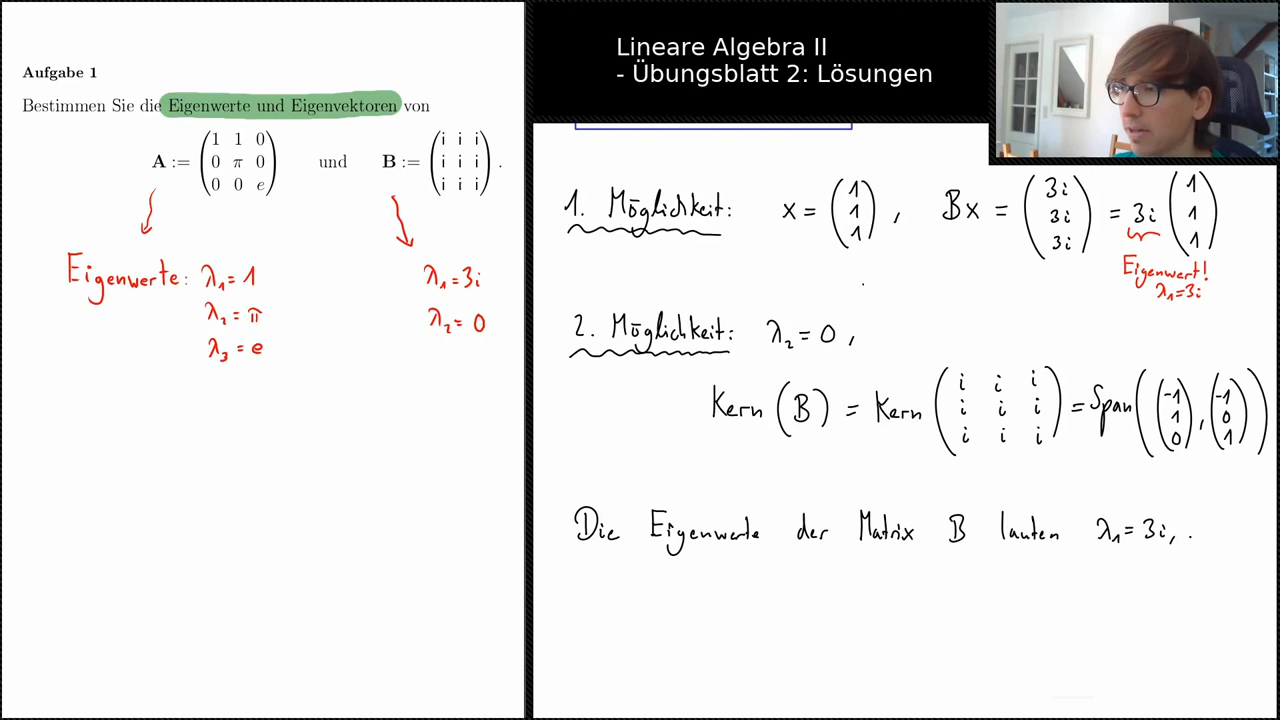 Aufgabe 1
Bestimmen Sie die Eigenwerte und Eigenvektoren von
A := (1 1 0; 0 π 0; 0 0 e) und B := (i i i; i i i; i i i).
Eigenwerte: λ₁ = 1
λ₂ = π
λ₃ = e
λ₁ = 3i
λ₂ = 0
Lineare Algebra II
- Übungsblatt 2: Lösungen
1. Möglichkeit: x = (1; 1; 1), Bx = (3i; 3i; 3i) = 3i (1; 1; 1)
Eigenwert!
λ₁=3i
2. Möglichkeit: λ₂ = 0,
Kern (B) = Kern (i i i; i i i; i i i) = Span((-1; 1; 0), (-1; 0; 1))
Die Eigenwerte der Matrix B lauten λ₁ = 3i, .